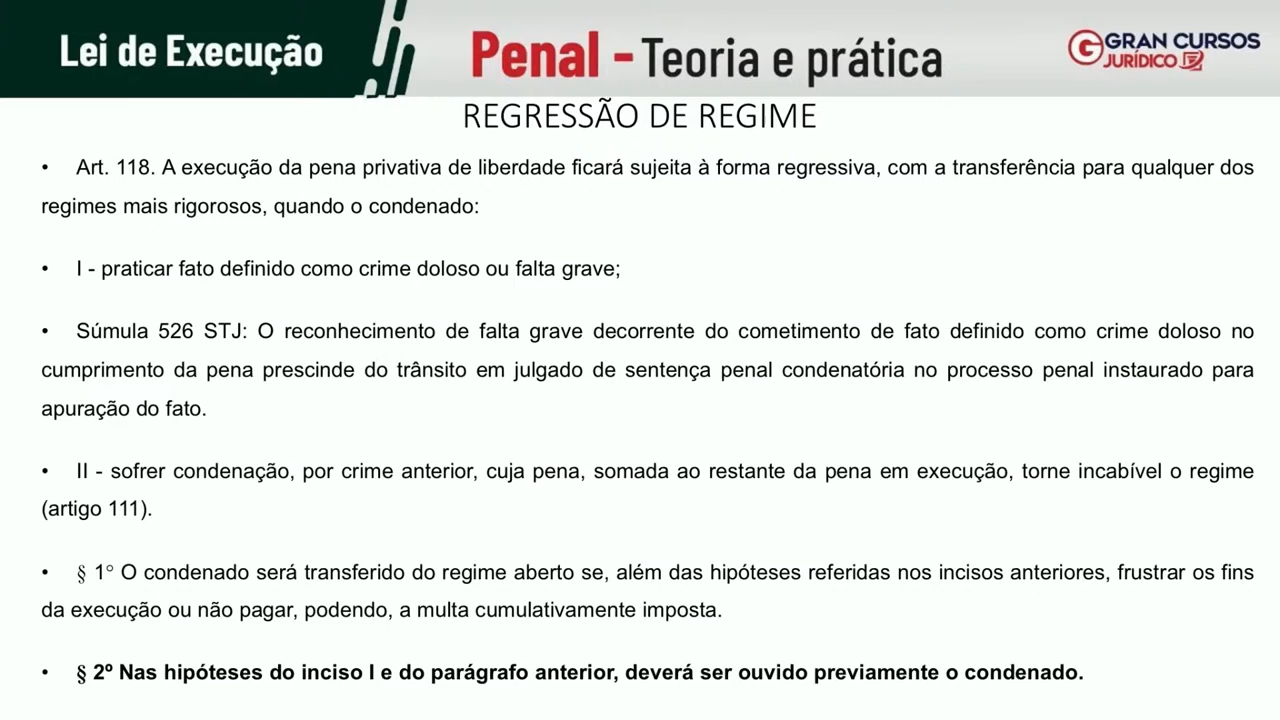 Lei de Execução Penal - Teoria e prática
GRAN CURSOS
JURÍDICO
REGRESSÃO DE REGIME
• Art. 118. A execução da pena privativa de liberdade ficará sujeita à forma regressiva, com a transferência para qualquer dos
regimes mais rigorosos, quando o condenado:
• I - praticar fato definido como crime doloso ou falta grave;
• Súmula 526 STJ: O reconhecimento de falta grave decorrente do cometimento de fato definido como crime doloso no
cumprimento da pena prescinde do trânsito em julgado de sentença penal condenatória no processo penal instaurado para
apuração do fato.
• II - sofrer condenação, por crime anterior, cuja pena, somada ao restante da pena em execução, torne incabível o regime
(artigo 111).
• § 1° O condenado será transferido do regime aberto se, além das hipóteses referidas nos incisos anteriores, frustrar os fins
da execução ou não pagar, podendo, a multa cumulativamente imposta.
• § 2º Nas hipóteses do inciso I e do parágrafo anterior, deverá ser ouvido previamente o condenado.